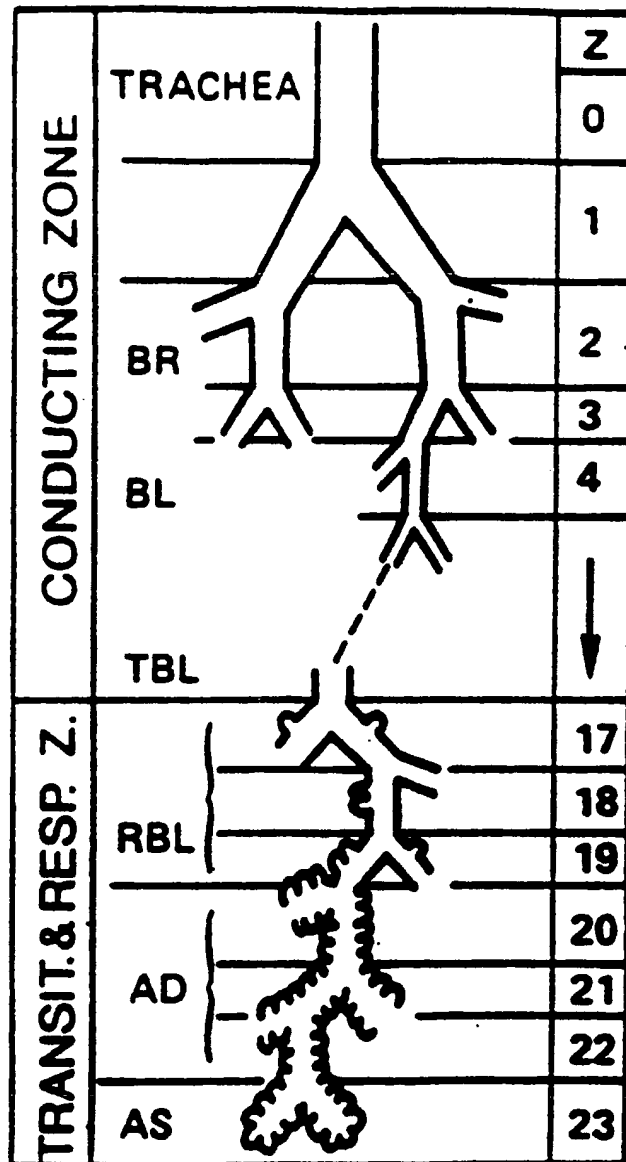 CONDUCTING ZONE
TRANSIT. & RESP. Z.
Z
TRACHEA
0
1
BR
2
3
BL
4
TBL
17
18
RBL
19
20
AD
21
22
AS
23